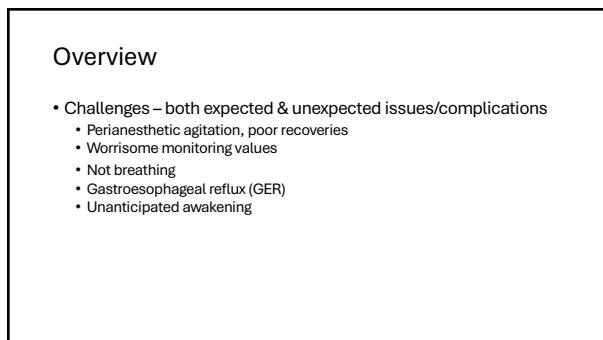 Overview
• Challenges – both expected & unexpected issues/complications
• Perianesthetic agitation, poor recoveries
• Worrisome monitoring values
• Not breathing
• Gastroesophageal reflux (GER)
• Unanticipated awakening